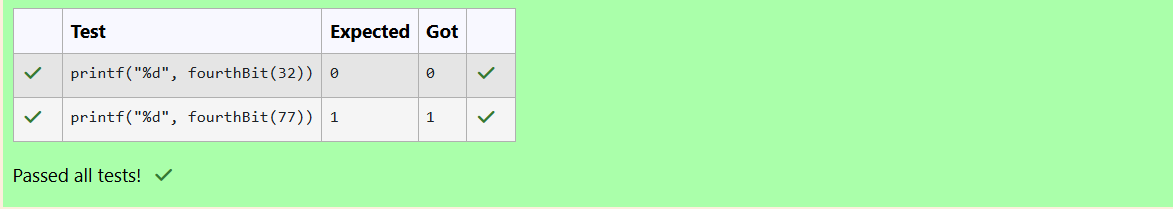 Test Expected Got
printf("%d", fourthBit(32)) 0 0
printf("%d", fourthBit(77)) 1 1
Passed all tests!